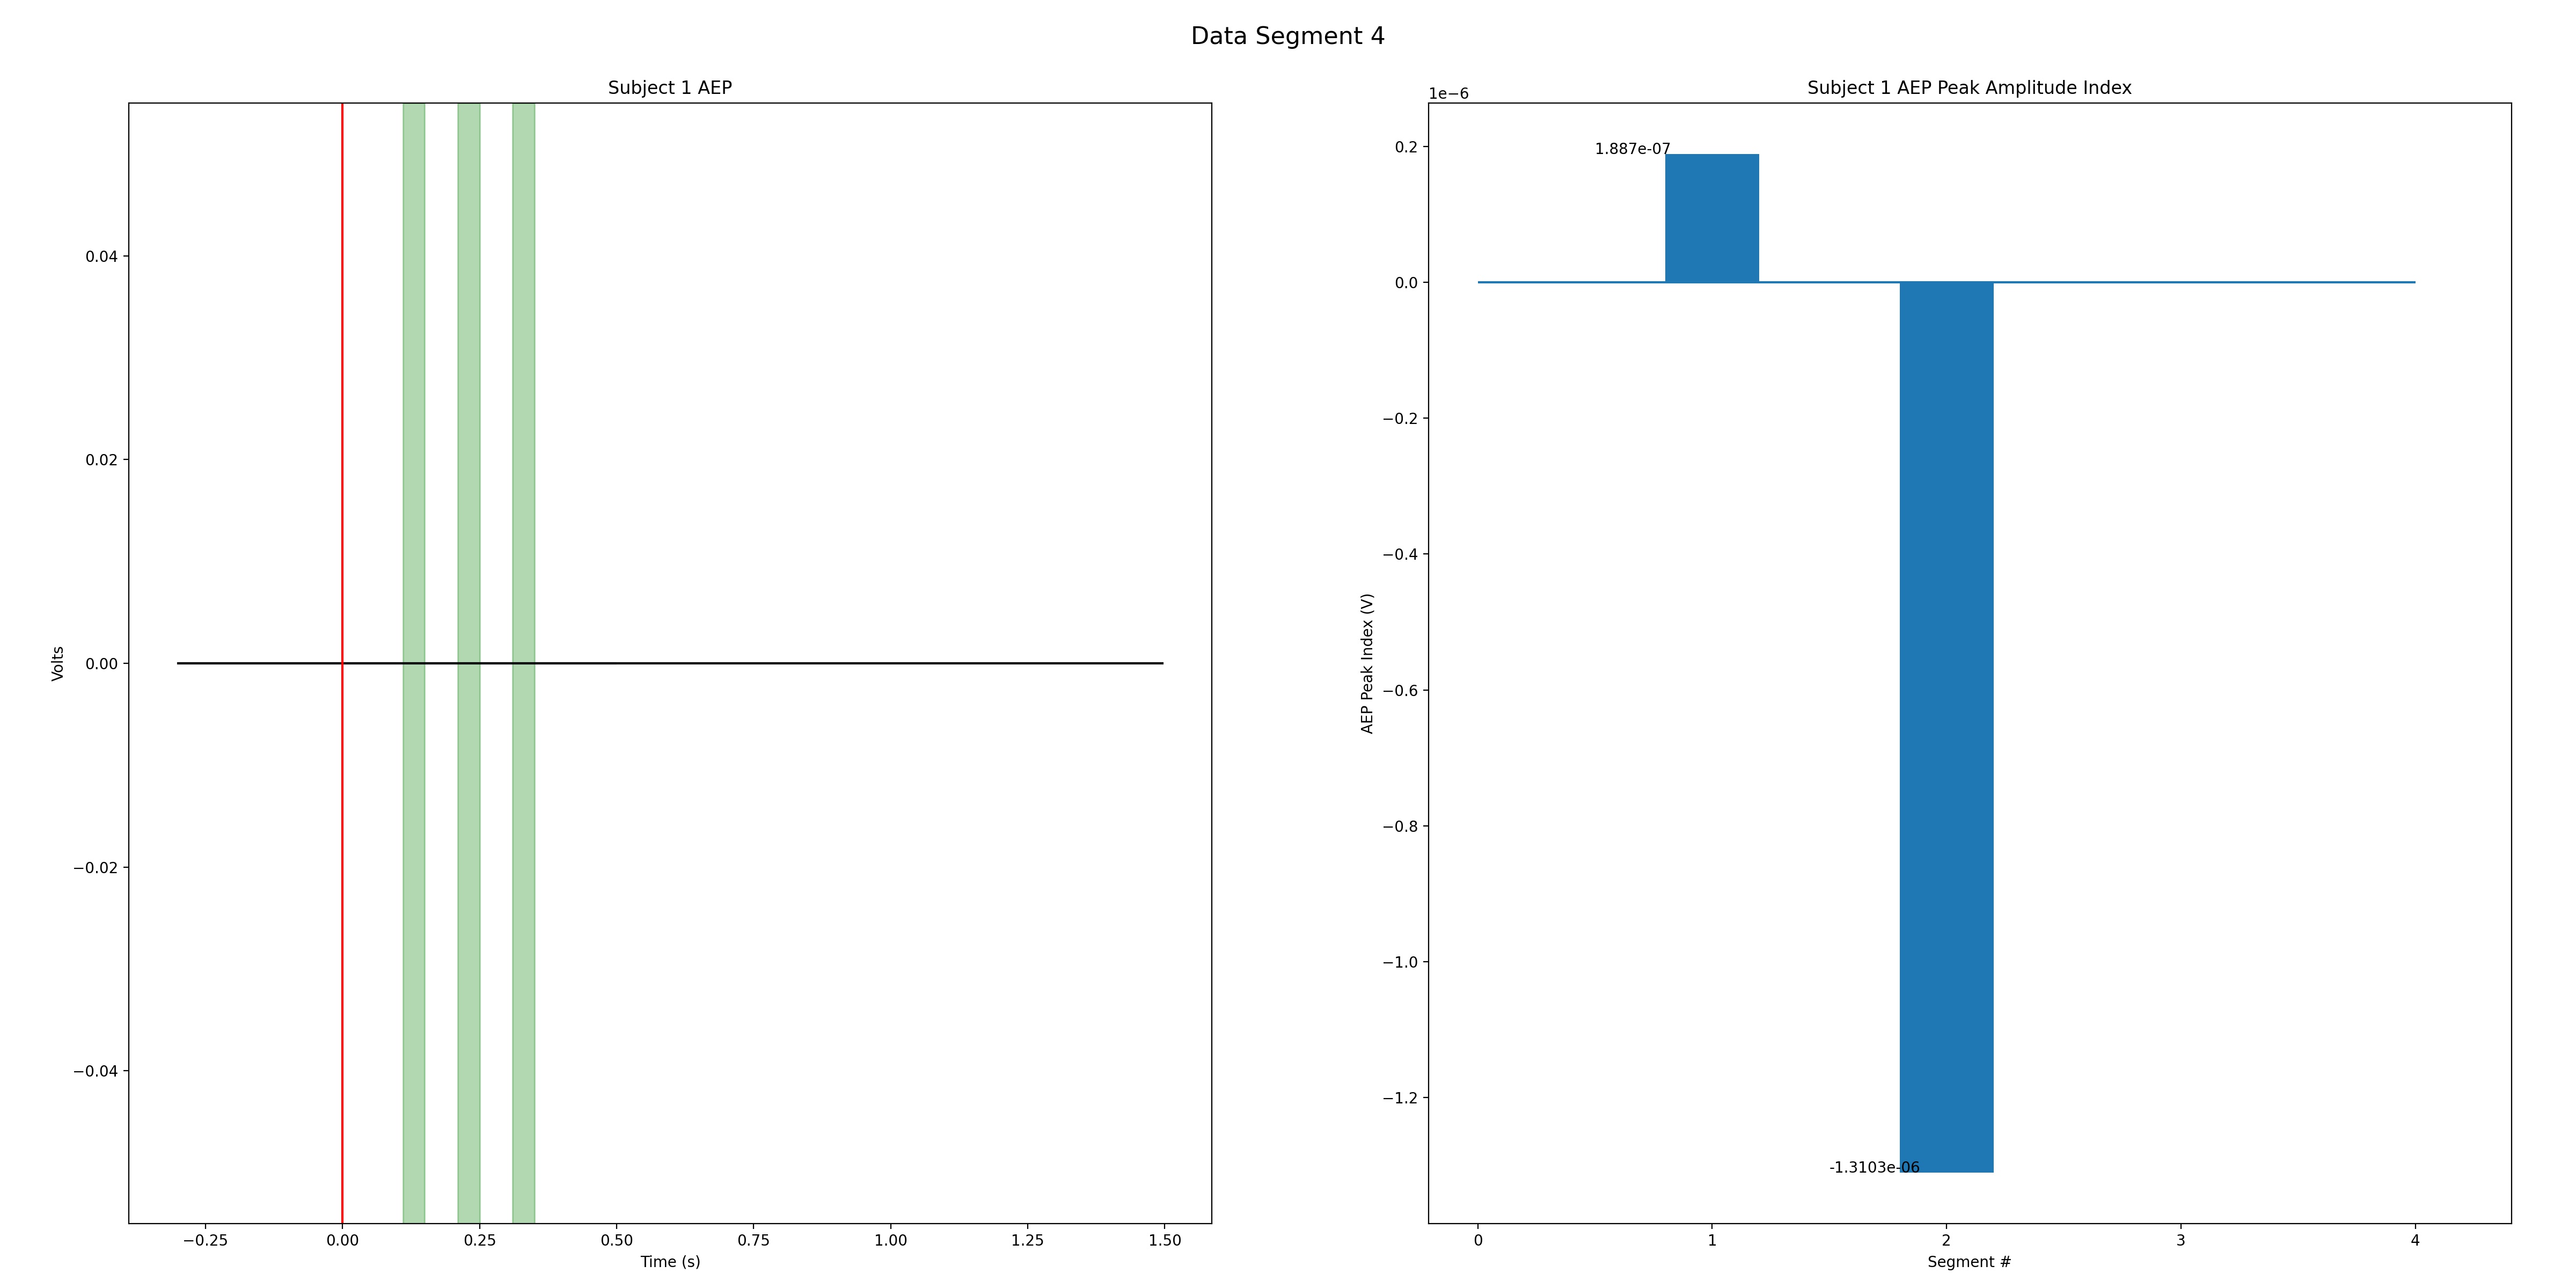 Data Segment 4
Subject 1 AEP
Volts
0.04
0.02
0.00
−0.02
−0.04
−0.25
0.00
0.25
0.50
0.75
1.00
1.25
1.50
Time (s)
Subject 1 AEP Peak Amplitude Index
1e−6
AEP Peak Index (V)
0.2
0.0
−0.2
−0.4
−0.6
−0.8
−1.0
−1.2
1.887e-07
-1.3103e-06
0
1
2
3
4
Segment #